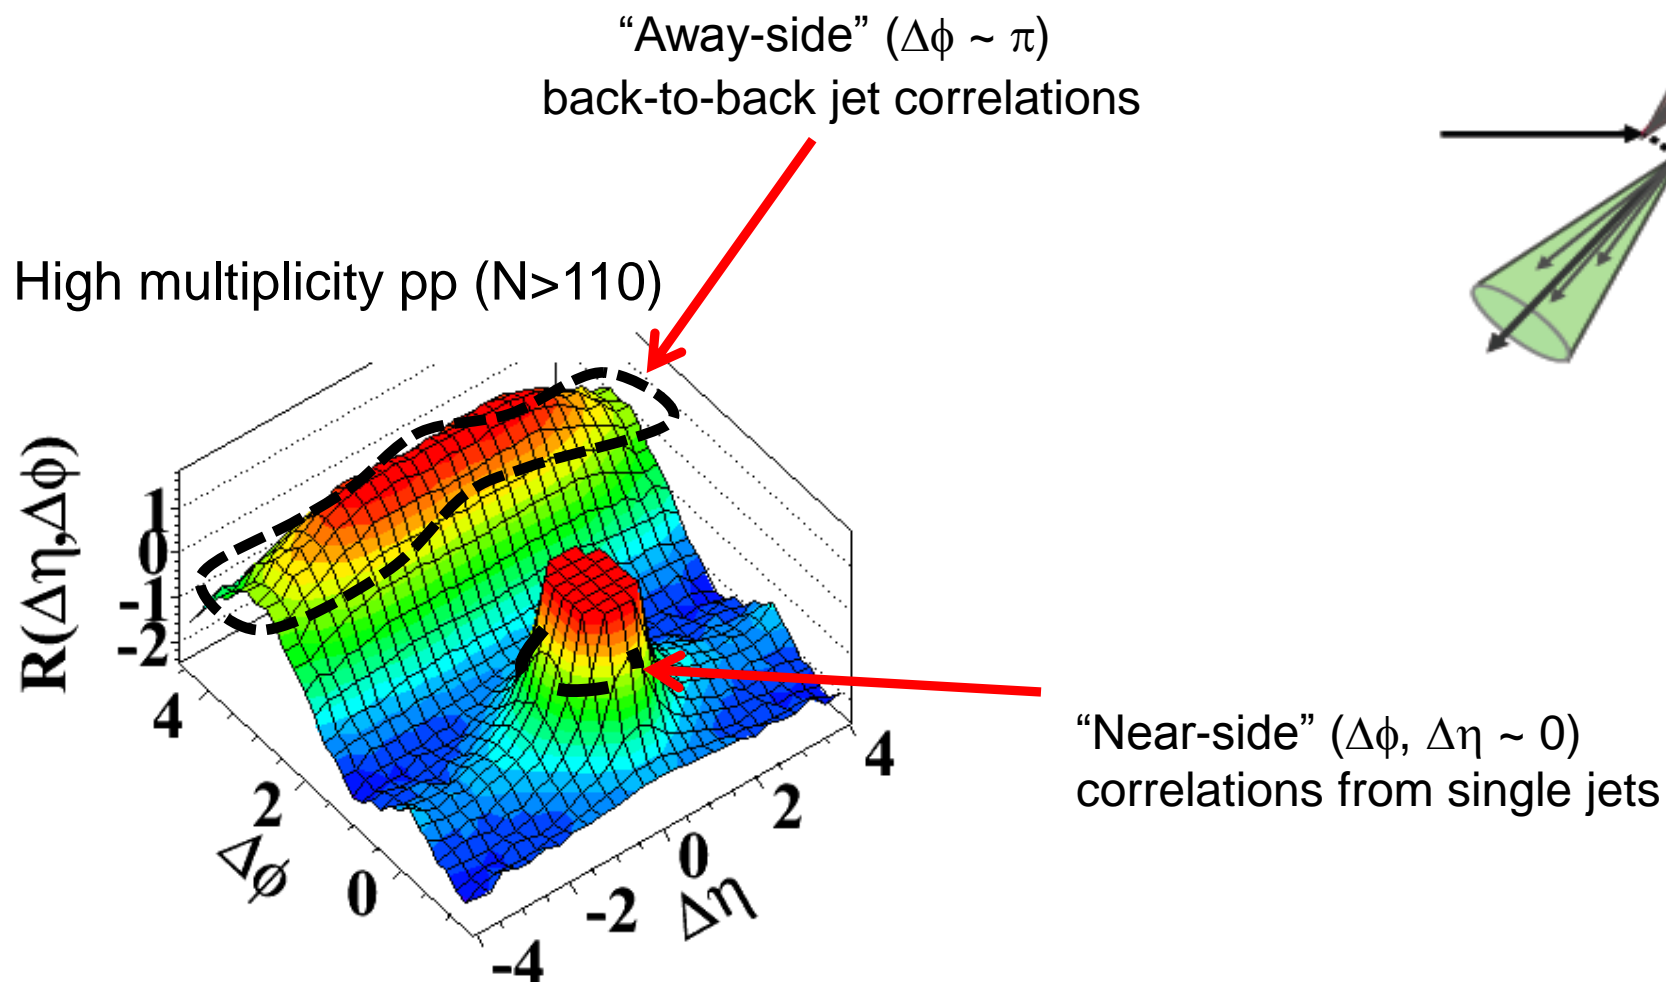 “Away-side” (Δϕ ~ π)
back-to-back jet correlations
High multiplicity pp (N>110)
R(Δη,Δϕ)
1
0
-1
-2
4
2
0
Δϕ
-4
-2
0
2
4
Δη
“Near-side” (Δϕ, Δη ~ 0)
correlations from single jets